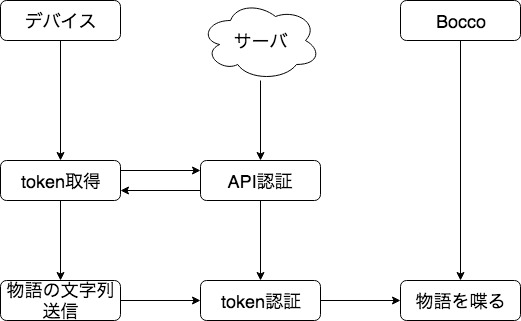 デバイス
サーバ
Bocco
token取得
API認証
物語の文字列
送信
token認証
物語を喋る